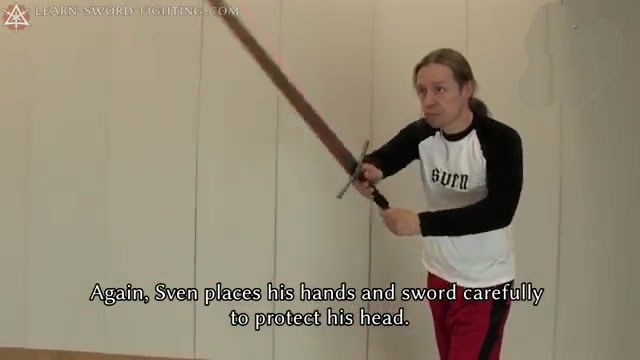 LEARN-SWORD-FIGHTING.COM
SVEN
Again, Sven places his hands and sword carefully
to protect his head.